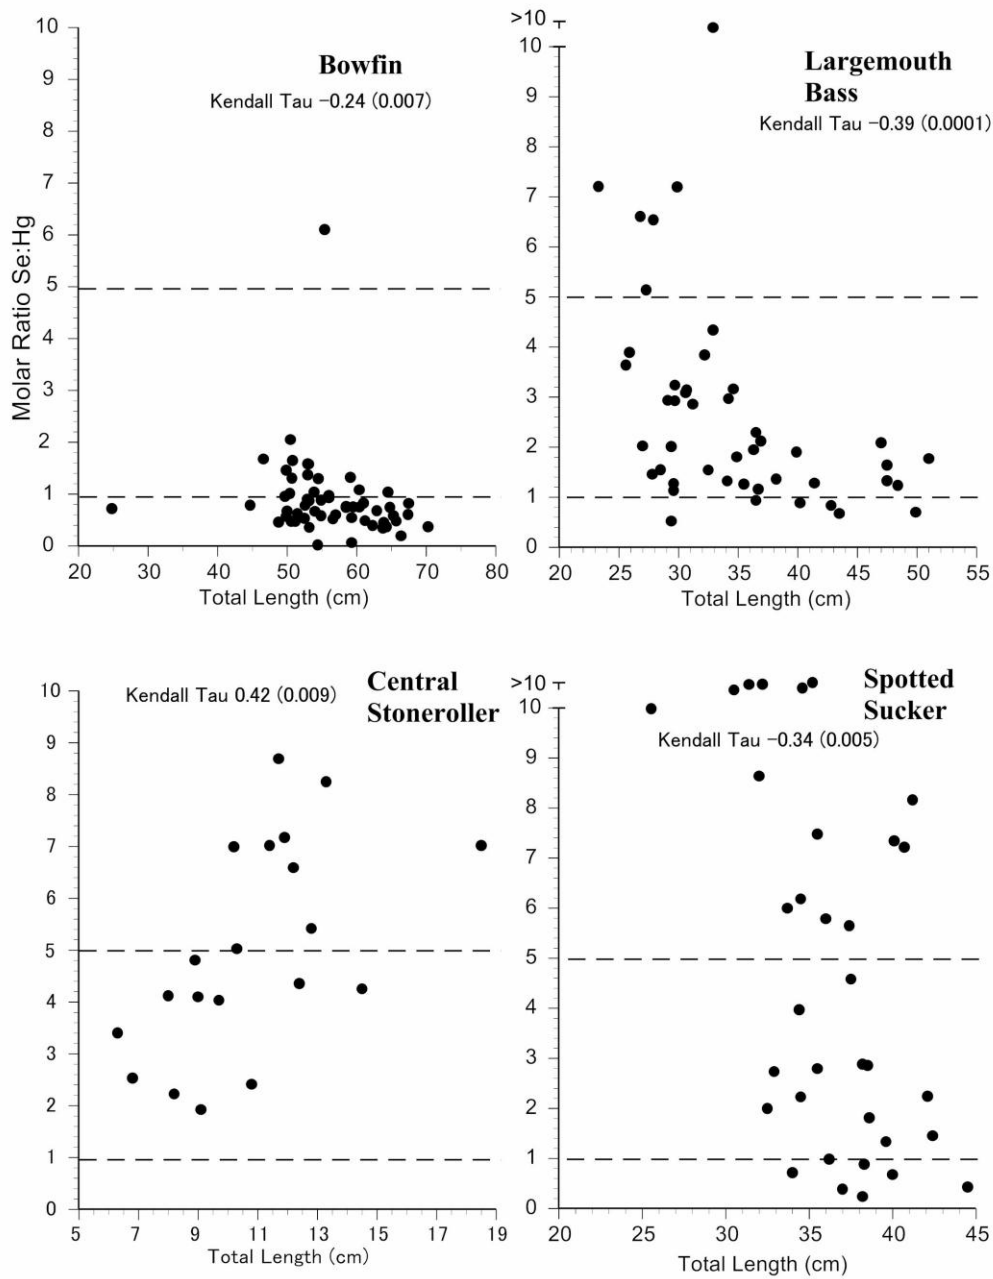 Molar Ratio Se:Hg
Bowfin
Kendall Tau −0.24 (0.007)
10
9
8
7
6
5
4
3
2
1
0
20 30 40 50 60 70 80
Total Length (cm)
Largemouth
Bass
Kendall Tau −0.39 (0.0001)
>10
10
9
8
7
6
5
4
3
2
1
0
20 25 30 35 40 45 50 55
Total Length (cm)
Central
Stoneroller
Kendall Tau 0.42 (0.009)
10
9
8
7
6
5
4
3
2
1
0
5 7 9 11 13 15 17 19
Total Length (cm)
Spotted
Sucker
Kendall Tau −0.34 (0.005)
>10
10
9
8
7
6
5
4
3
2
1
0
20 30 40 45
Total Length (cm)